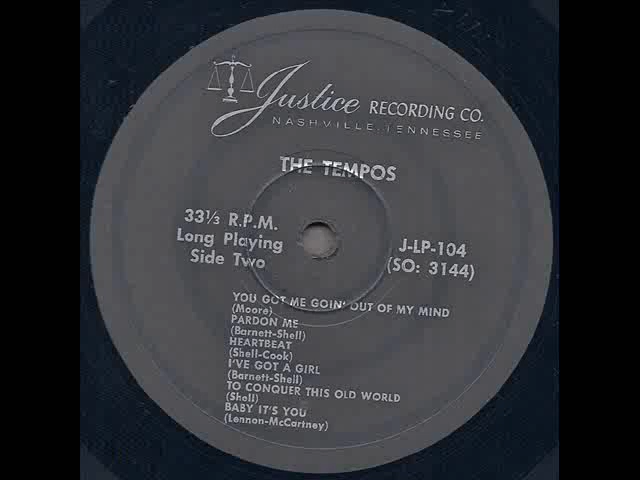 Justice RECORDING CO.
NASHVILLE, TENNESSEE
THE TEMPOS
33⅓ R.P.M.
Long Playing
Side Two
J-LP-104
(SO: 3144)
YOU GOT ME GOIN' OUT OF MY MIND
(Moore)
PARDON ME
(Barnett-Shell)
HEARTBEAT
(Shell-Cook)
I'VE GOT A GIRL
(Barnett-Shell)
TO CONQUER THIS OLD WORLD
(Shell)
BABY IT'S YOU
(Lennon-McCartney)